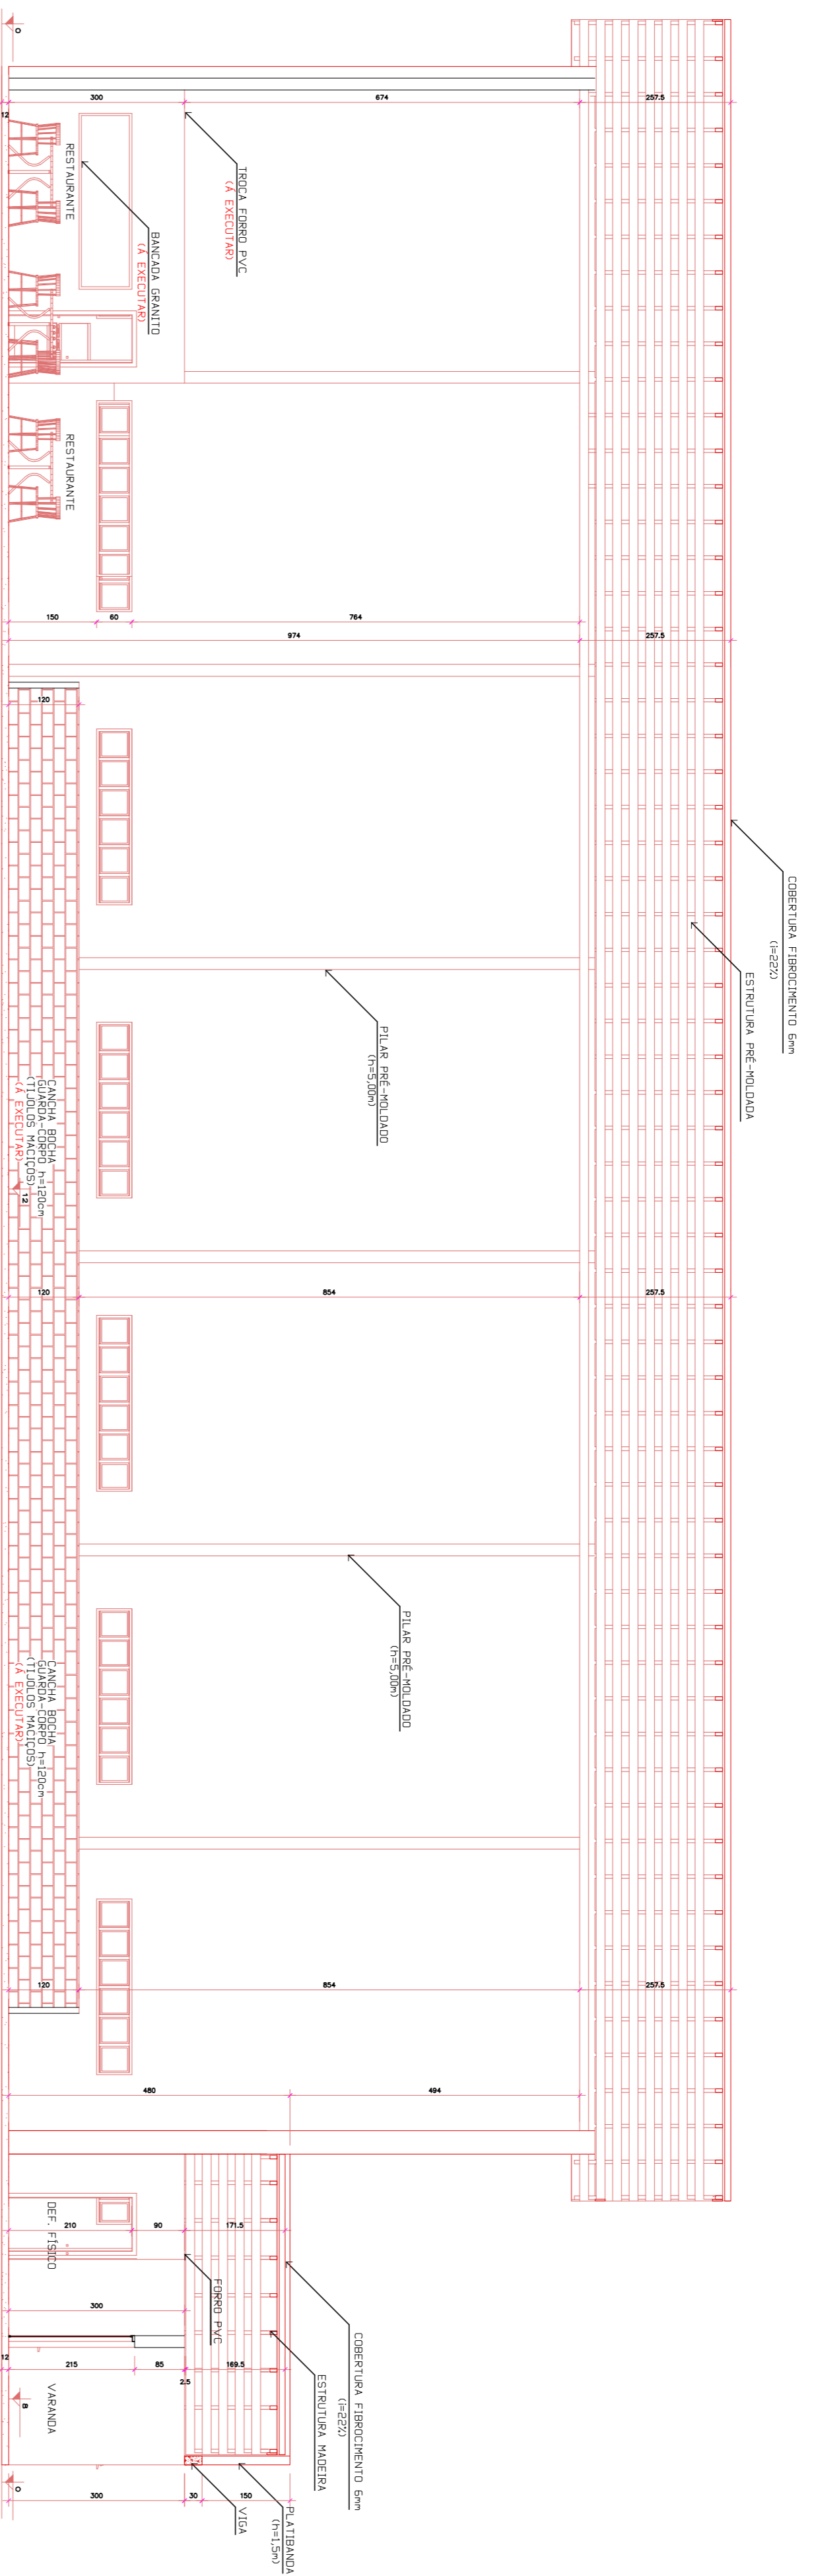 COBERTURA FIBROCIMENTO 6mm
(i=22%)
ESTRUTURA PRÉ-MOLDADA
257.5
257.5
257.5
257.5
TROCA FORRO PVC
(Á EXECUTAR)
BANCADA GRANITO
(Á EXECUTAR)
PILAR PRÉ-MOLDADO
(h=5,00m)
PILAR PRÉ-MOLDADO
(h=5,00m)
674
300
12
0
RESTAURANTE
RESTAURANTE
764
60
150
974
120
854
120
854
120
494
480
CANCHA BOCHA
GUARDA-CORPO h=120cm
(TIJOLOS MACIÇOS)
(Á EXECUTAR)
12
CANCHA BOCHA
GUARDA-CORPO h=120cm
(TIJOLOS MACIÇOS)
(Á EXECUTAR)
COBERTURA FIBROCIMENTO 6mm
(i=22%)
ESTRUTURA MADEIRA
PLATIBANDA
(h=1,5m)
VIGA
FORRO PVC
171.5
90
210
DEF. FÍSICO
300
169.5
2.5
85
215
12
VARANDA
8
150
30
300
0